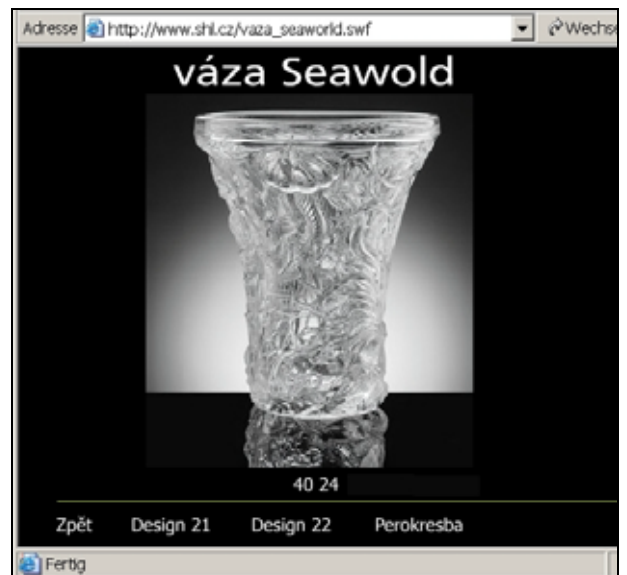 Adresse http://www.shl.cz/vaza_seaworld.swf Wechse
váza Seawold
40 24
Zpět Design 21 Design 22 Perokresba
Fertig